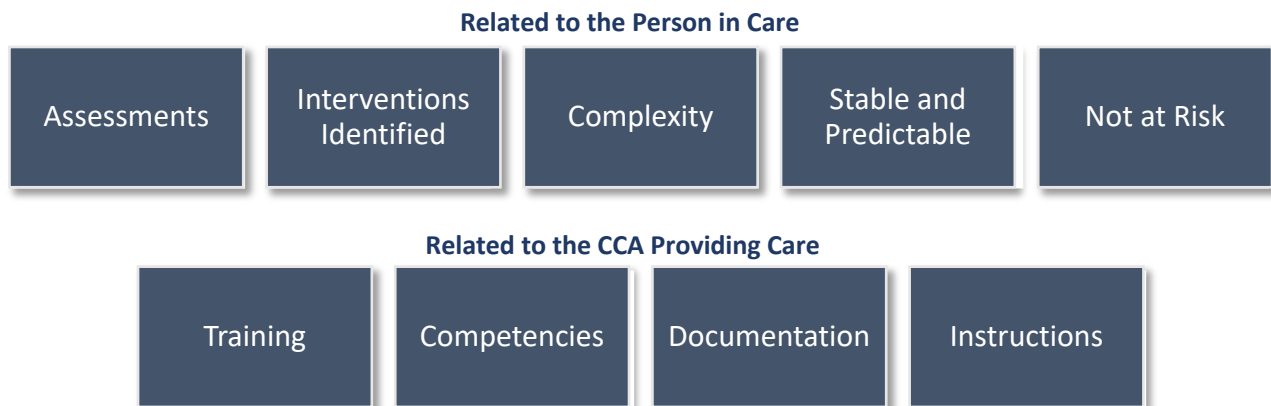 Related to the Person in Care
Assessments
Interventions
Identified
Complexity
Stable and
Predictable
Not at Risk
Related to the CCA Providing Care
Training
Competencies
Documentation
Instructions